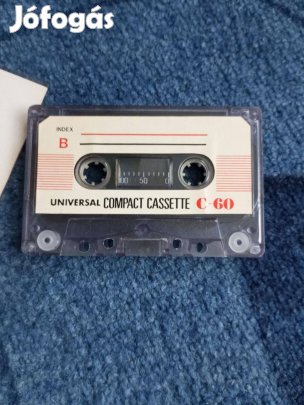 Jófogás
INDEX
B
100 50 0
UNIVERSAL COMPACT CASSETTE C-60